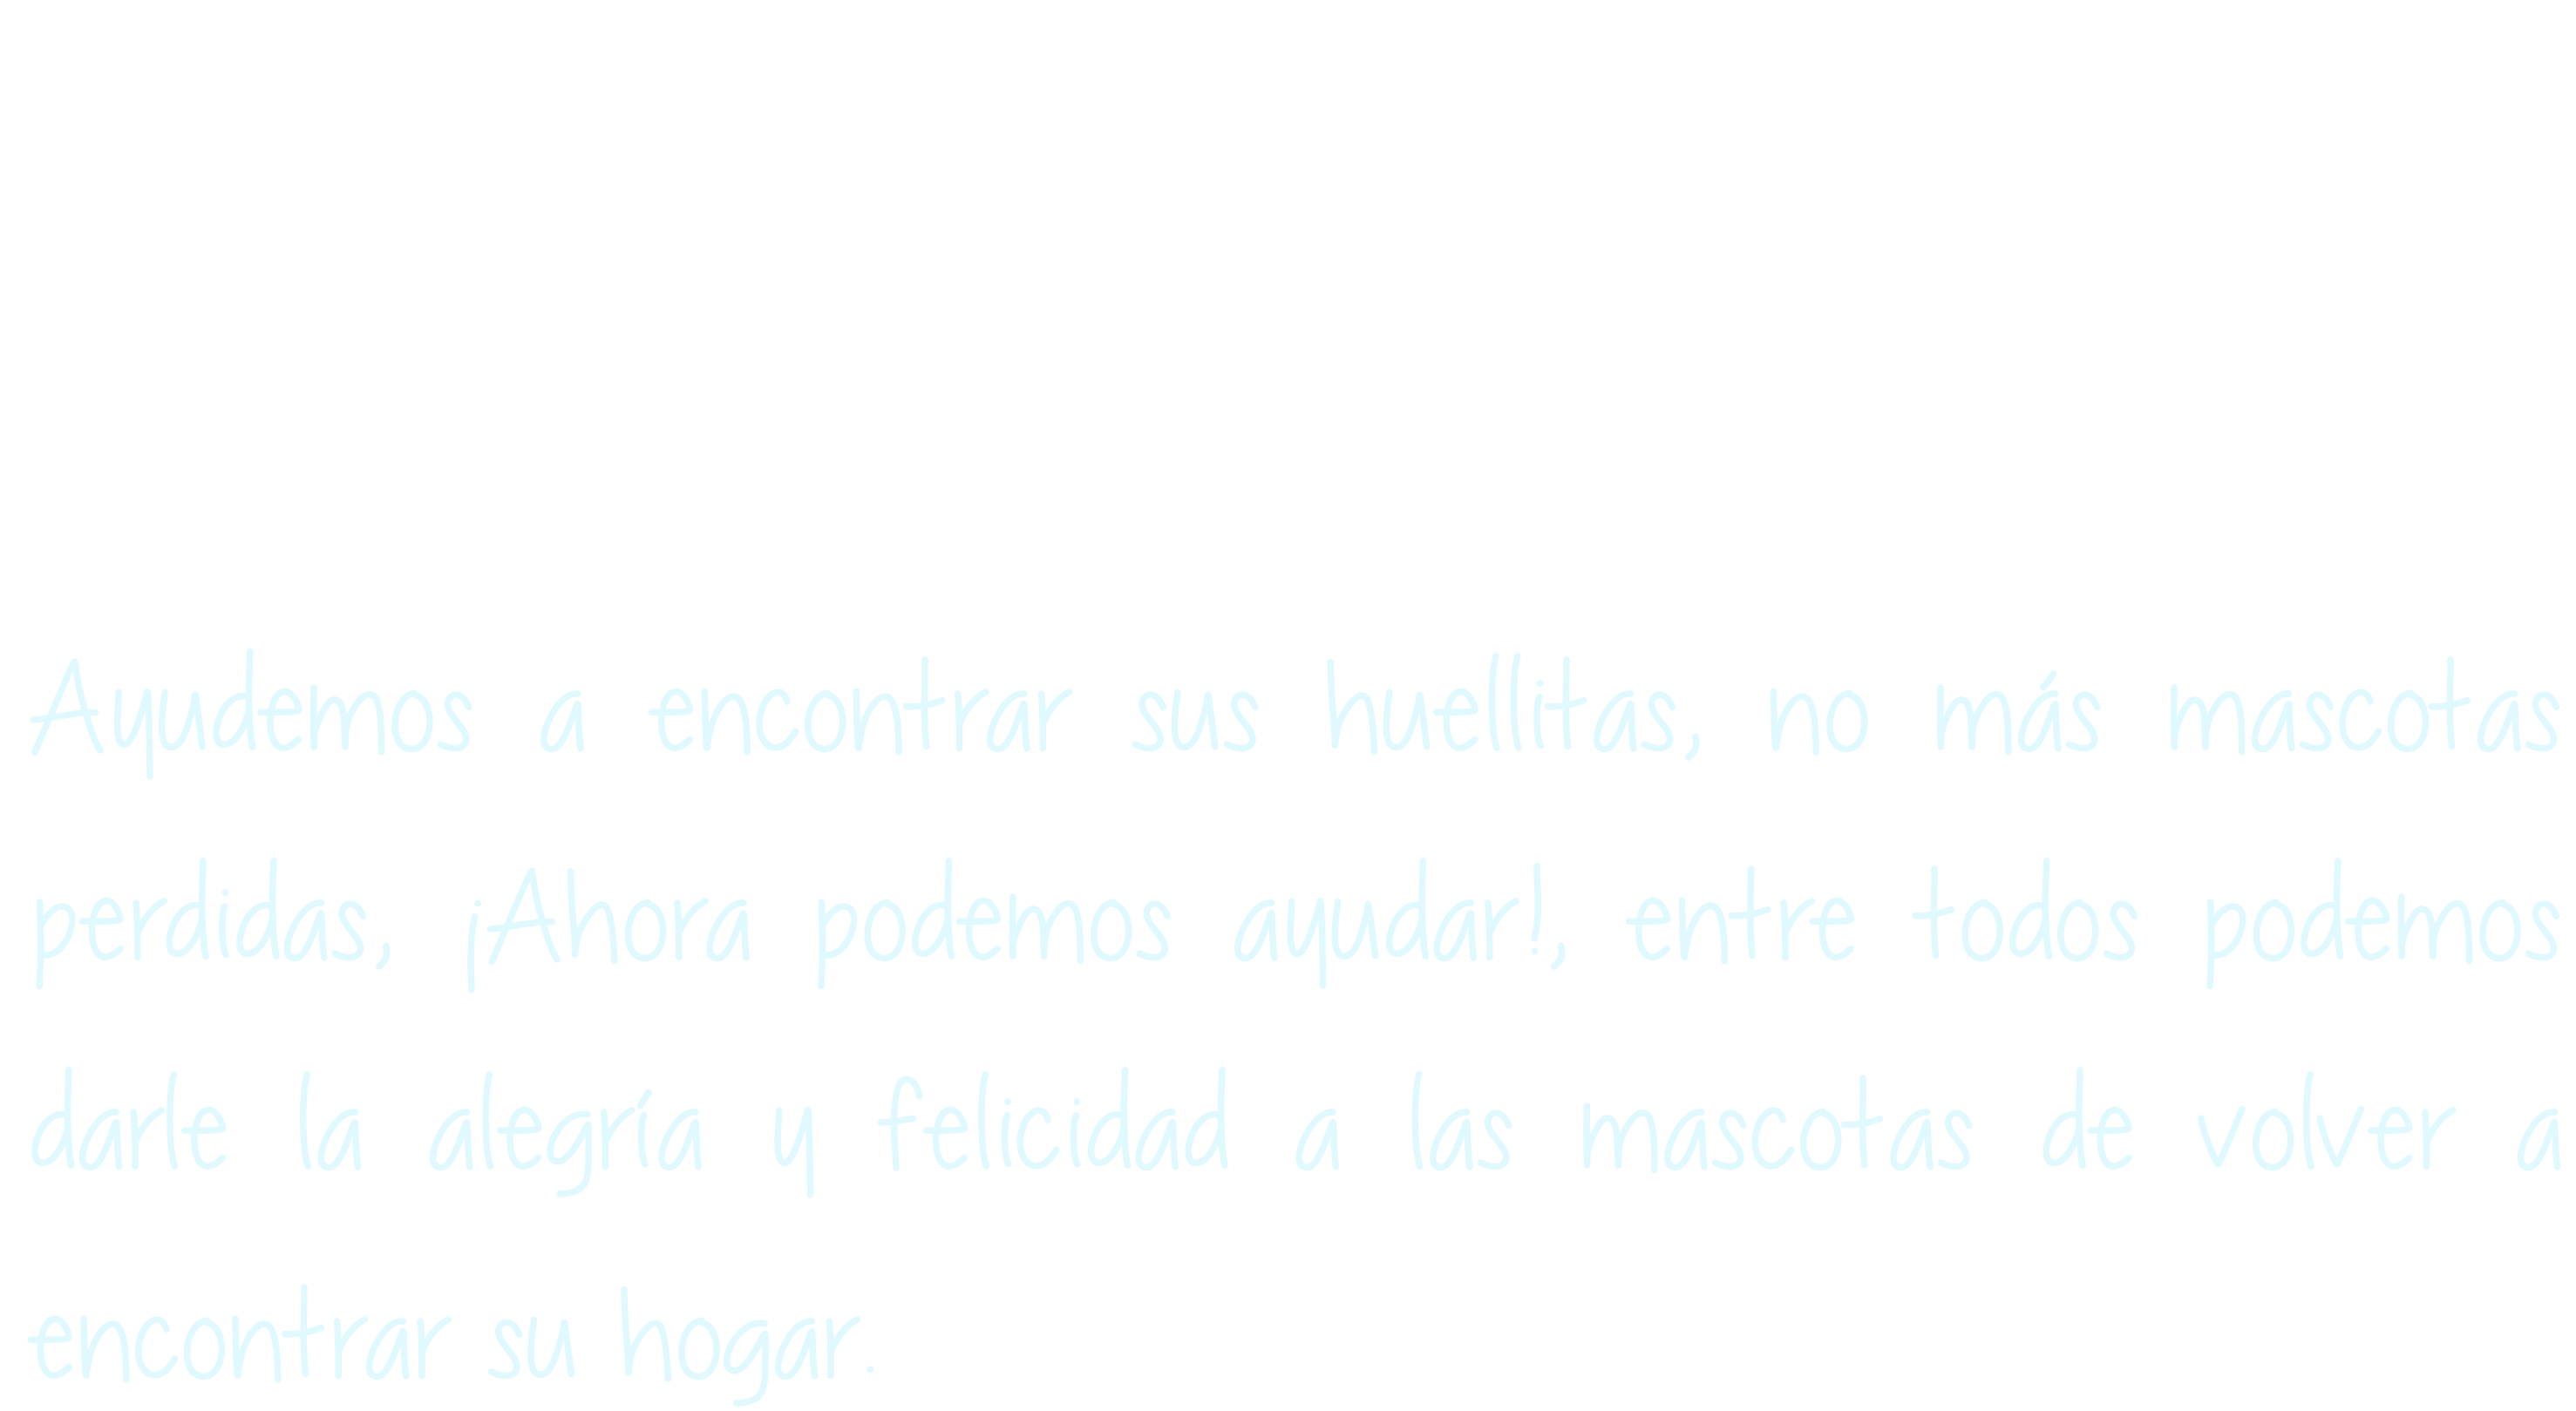 Ayudemos a encontrar sus huellitas, no más mascotas
perdidas, ¡Ahora podemos ayudar!, entre todos podemos
darle la alegría y felicidad a las mascotas de volver a
encontrar su hogar.